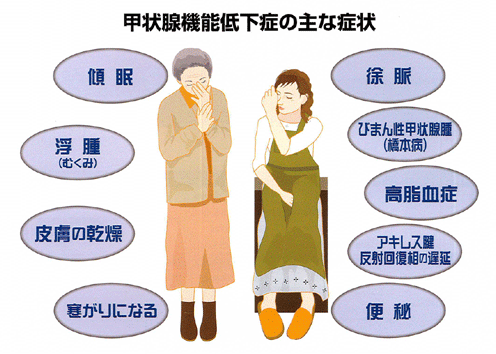 甲状腺機能低下症の主な症状
傾眠
浮腫
(むくみ)
皮膚の乾燥
寒がりになる
徐脈
びまん性甲状腺腫
(橋本病)
高脂血症
アキレス腱
反射回復相の遅延
便秘